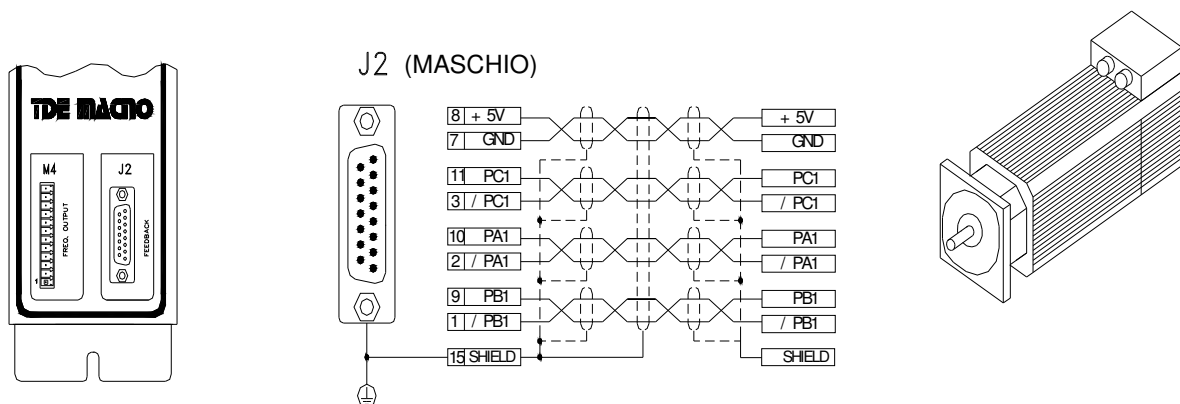 J2 (MASCHIO)
TDE MACNO
M4
J2
FREQ. OUTPUT
FEEDBACK
1
8 + 5V
7 GND
11 PC1
3 / PC1
10 PA1
2 / PA1
9 PB1
1 / PB1
15 SHIELD
+ 5V
GND
PC1
/ PC1
PA1
/ PA1
PB1
/ PB1
SHIELD